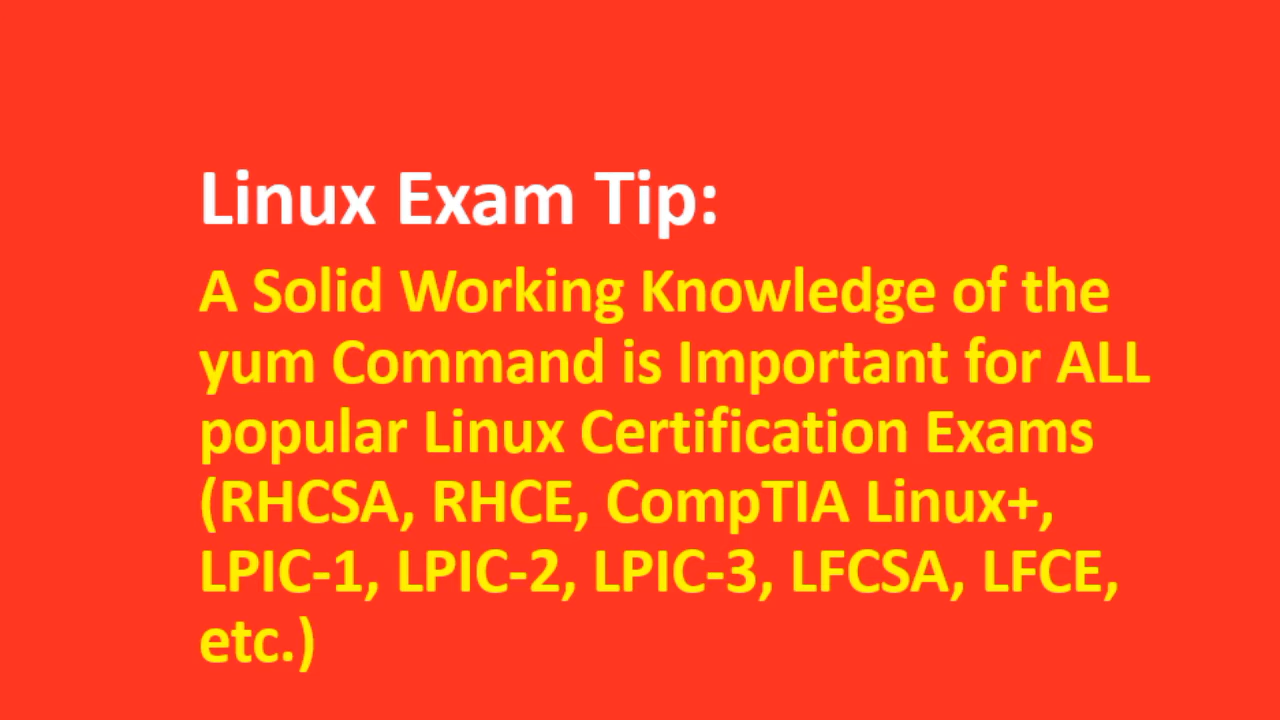 Linux Exam Tip:
A Solid Working Knowledge of the
yum Command is Important for ALL
popular Linux Certification Exams
(RHCSA, RHCE, CompTIA Linux+,
LPIC-1, LPIC-2, LPIC-3, LFCSA, LFCE,
etc.)